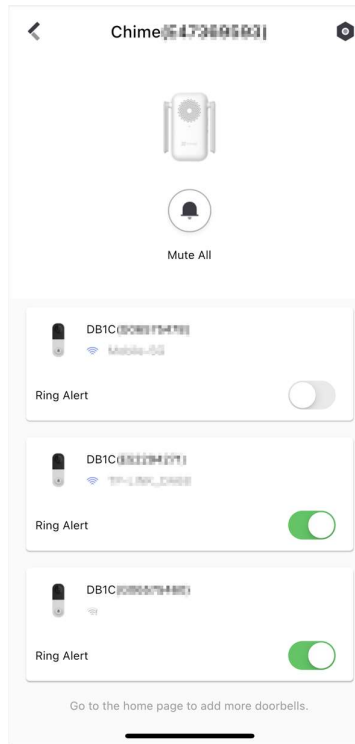 Chime(
Mute All
DB1C(
Ring Alert
DB1C(
Ring Alert
DB1C(
Ring Alert
Go to the home page to add more doorbells.